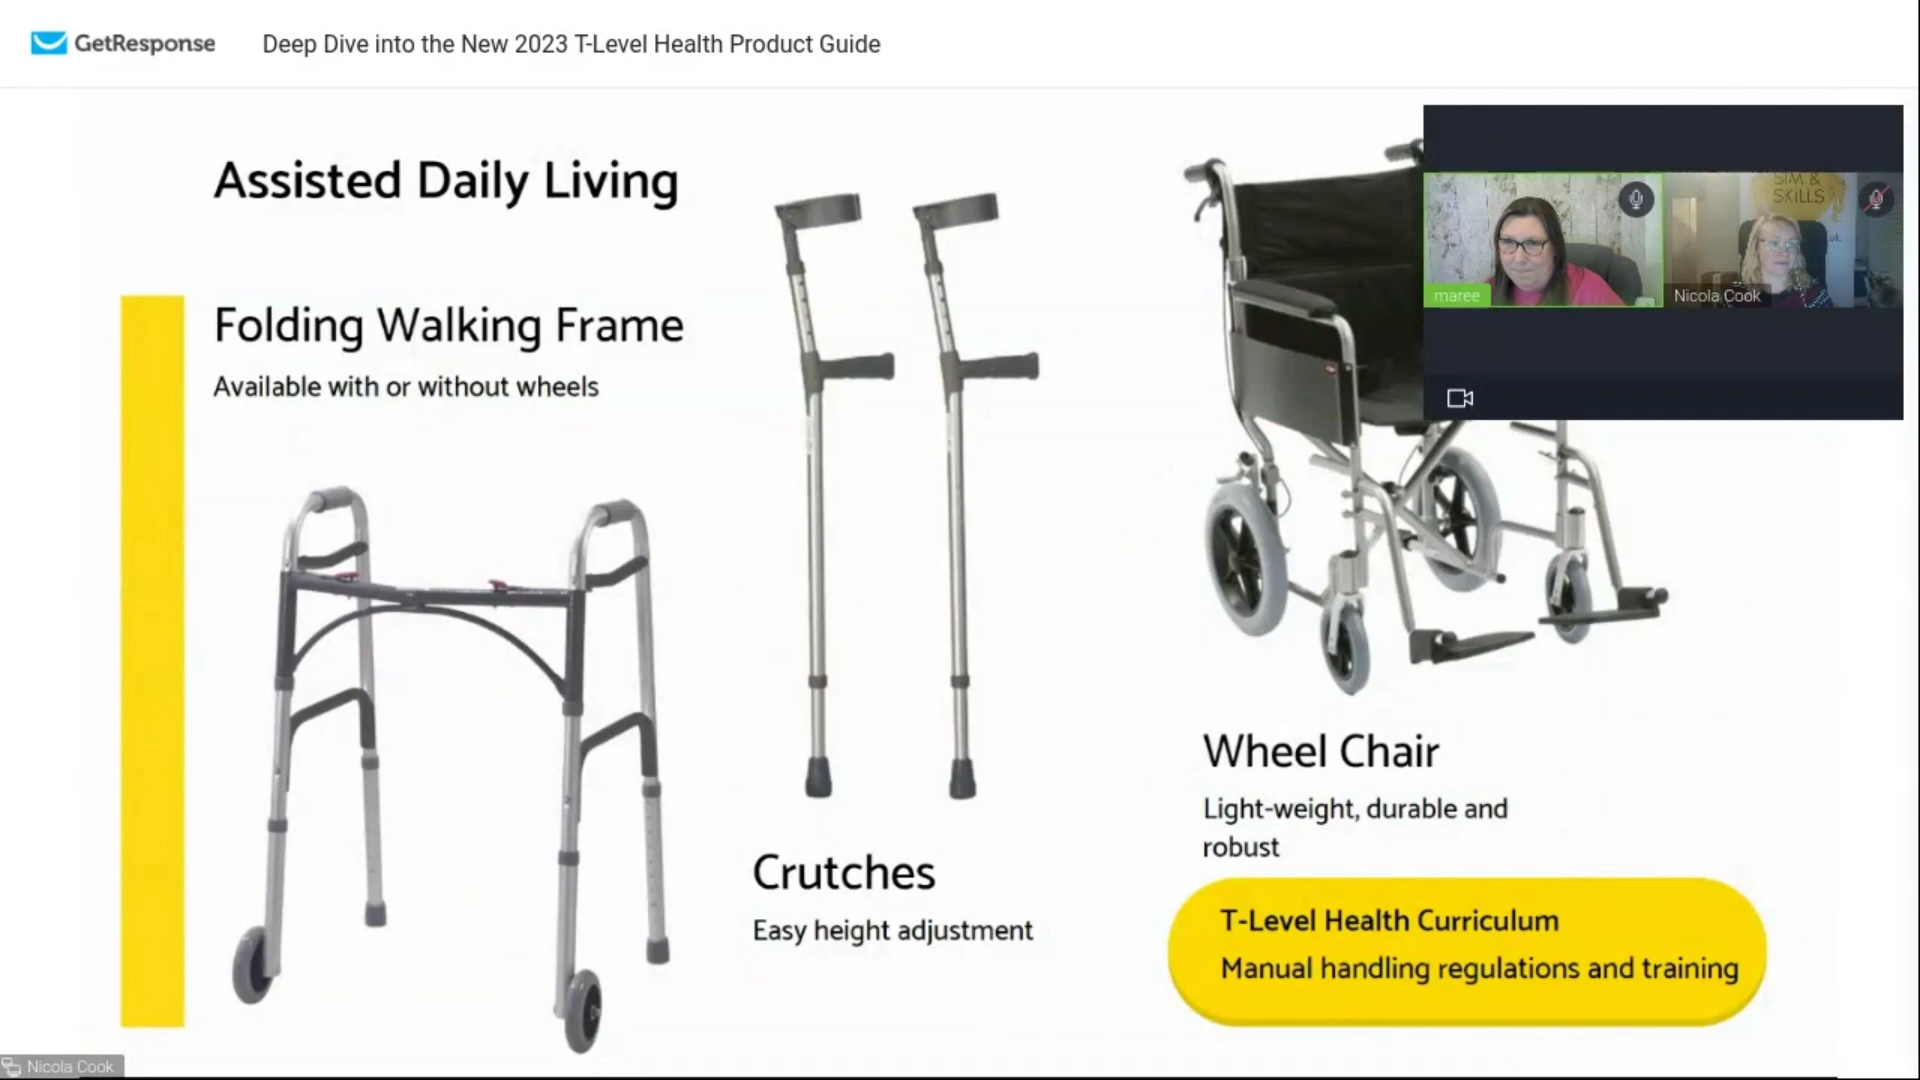 GetResponse
Deep Dive into the New 2023 T-Level Health Product Guide
Assisted Daily Living
Folding Walking Frame
Available with or without wheels
Crutches
Easy height adjustment
SIM &
SKILLS
maree
Nicola Cook
Wheel Chair
Light-weight, durable and
robust
T-Level Health Curriculum
Manual handling regulations and training
Nicola Cook